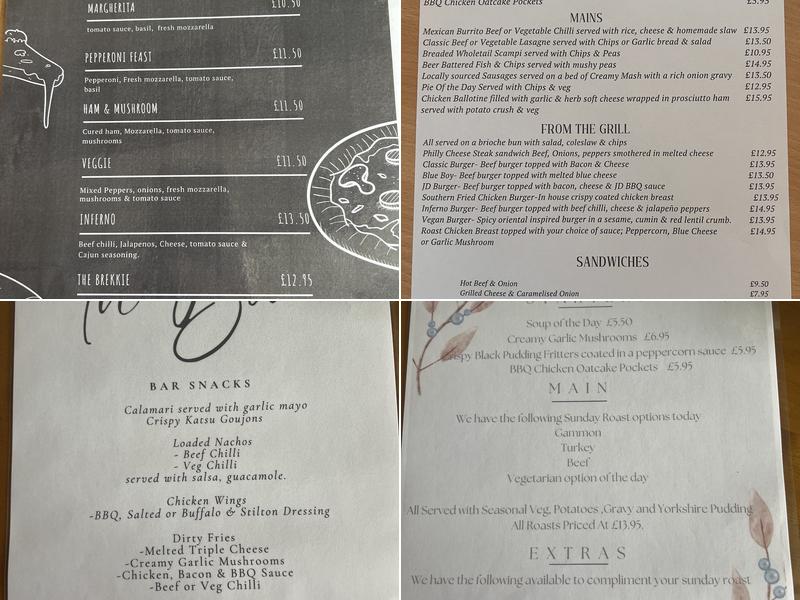 MARGHERITA £10.50
tomato sauce, basil, fresh mozzarella
PEPPERONI FEAST £11.50
Pepperoni, Fresh mozzarella, tomato sauce,
basil
HAM & MUSHROOM £11.50
Cured ham, Mozzarella, tomato sauce,
mushrooms
VEGGIE £11.50
Mixed Peppers, onions, fresh mozzarella,
mushrooms & tomato sauce
INFERNO £13.50
Beef chilli, Jalapenos, Cheese, tomato sauce &
Cajun seasoning.
THE BREKKIE £12.95
BBQ Chicken Oatcake Pockets £5.95
MAINS
Mexican Burrito Beef or Vegetable Chilli served with rice, cheese & homemade slaw £13.95
Classic Beef or Vegetable Lasagne served with Chips or Garlic bread & salad £13.50
Breaded Wholetail Scampi served with Chips & Peas £10.95
Beer Battered Fish & Chips served with mushy peas £14.95
Locally sourced Sausages served on a bed of Creamy Mash with a rich onion gravy £13.50
Pie Of the Day Served with Chips & veg £12.95
Chicken Ballotine filled with garlic & herb soft cheese wrapped in prosciutto ham £15.95
served with potato crush & veg
FROM THE GRILL
All served on a brioche bun with salad, coleslaw & chips
Philly Cheese Steak sandwich Beef, Onions, peppers smothered in melted cheese £12.95
Classic Burger- Beef burger topped with Bacon & Cheese £13.95
Blue Boy- Beef burger topped with melted blue cheese £13.50
JD Burger- Beef burger topped with bacon, cheese & JD BBQ sauce £13.95
Southern Fried Chicken Burger-In house crispy coated chicken breast £13.95
Inferno Burger- Beef burger topped with beef chilli, cheese & jalapeño peppers £14.95
Vegan Burger- Spicy oriental inspired burger in a sesame, cumin & red lentil crumb. £13.95
Roast Chicken Breast topped with your choice of sauce; Peppercorn, Blue Cheese £14.95
or Garlic Mushroom
SANDWICHES
Hot Beef & Onion £9.50
Grilled Cheese & Caramelised Onion £7.95
BAR SNACKS
Calamari served with garlic mayo
Crispy Katsu Goujons
Loaded Nachos
- Beef Chilli
- Veg Chilli
served with salsa, guacamole.
Chicken Wings
-BBQ, Salted or Buffalo & Stilton Dressing
Dirty Fries
-Melted Triple Cheese
-Creamy Garlic Mushrooms
-Chicken, Bacon & BBQ Sauce
-Beef or Veg Chilli
Soup of the Day £5.50
Creamy Garlic Mushrooms £6.95
Crispy Black Pudding Fritters coated in a peppercorn sauce £5.95
BBQ Chicken Oatcake Pockets £5.95
MAIN
We have the following Sunday Roast options today
Gammon
Turkey
Beef
Vegetarian option of the day
All Served with Seasonal Veg, Potatoes ,Gravy and Yorkshire Pudding
All Roasts Priced At £13.95.
EXTRAS
We have the following available to compliment your sunday roast